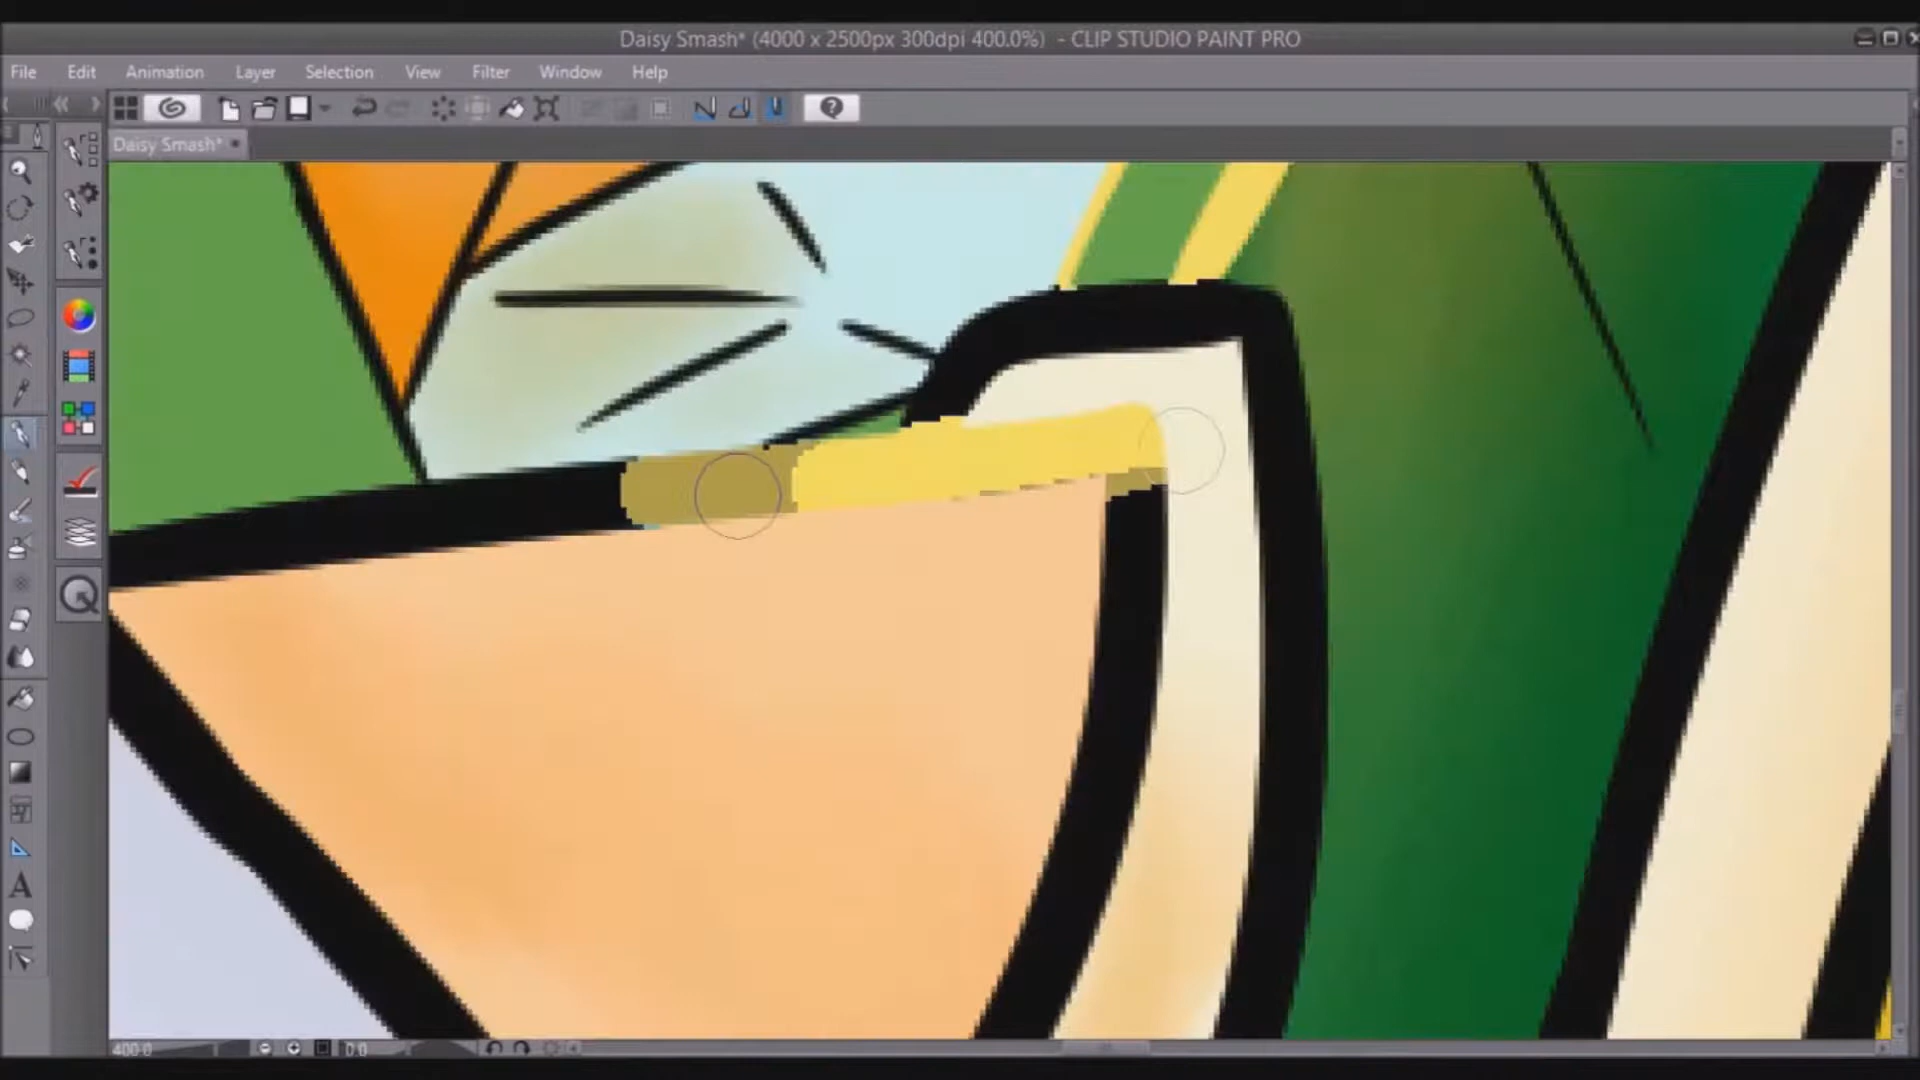 Daisy Smash* (4000 x 2500px 300dpi 400.0%) - CLIP STUDIO PAINT PRO
File Edit Animation Layer Selection View Filter Window Help
Daisy Smash*
400.0 0.0